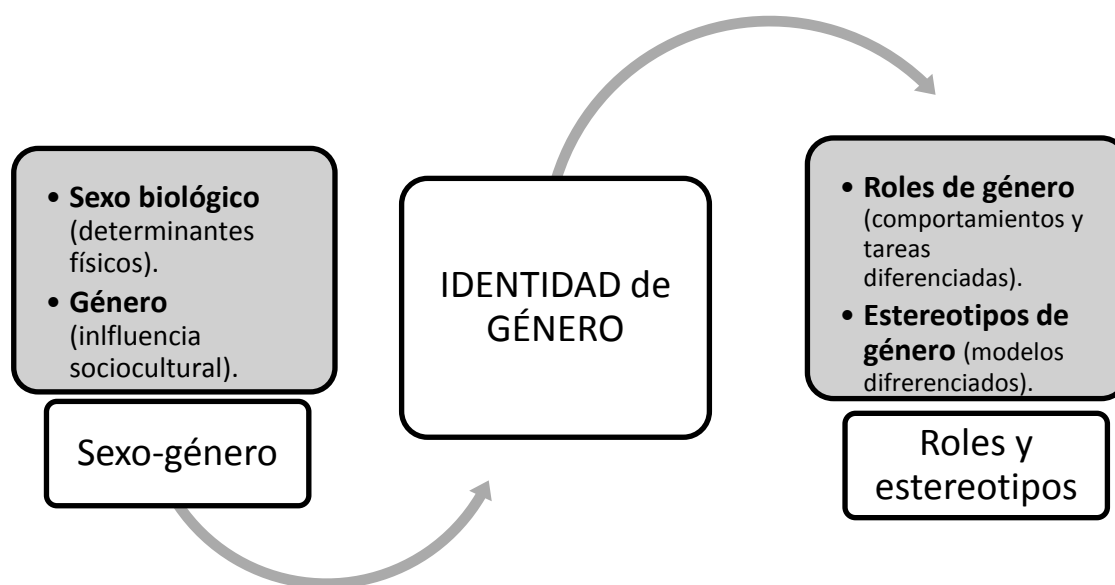 • Sexo biológico
(determinantes
físicos).
• Género
(inlfluencia
sociocultural).
Sexo-género
IDENTIDAD de
GÉNERO
• Roles de género
(comportamientos y
tareas
diferenciadas).
• Estereotipos de
género (modelos
difrerenciados).
Roles y
estereotipos